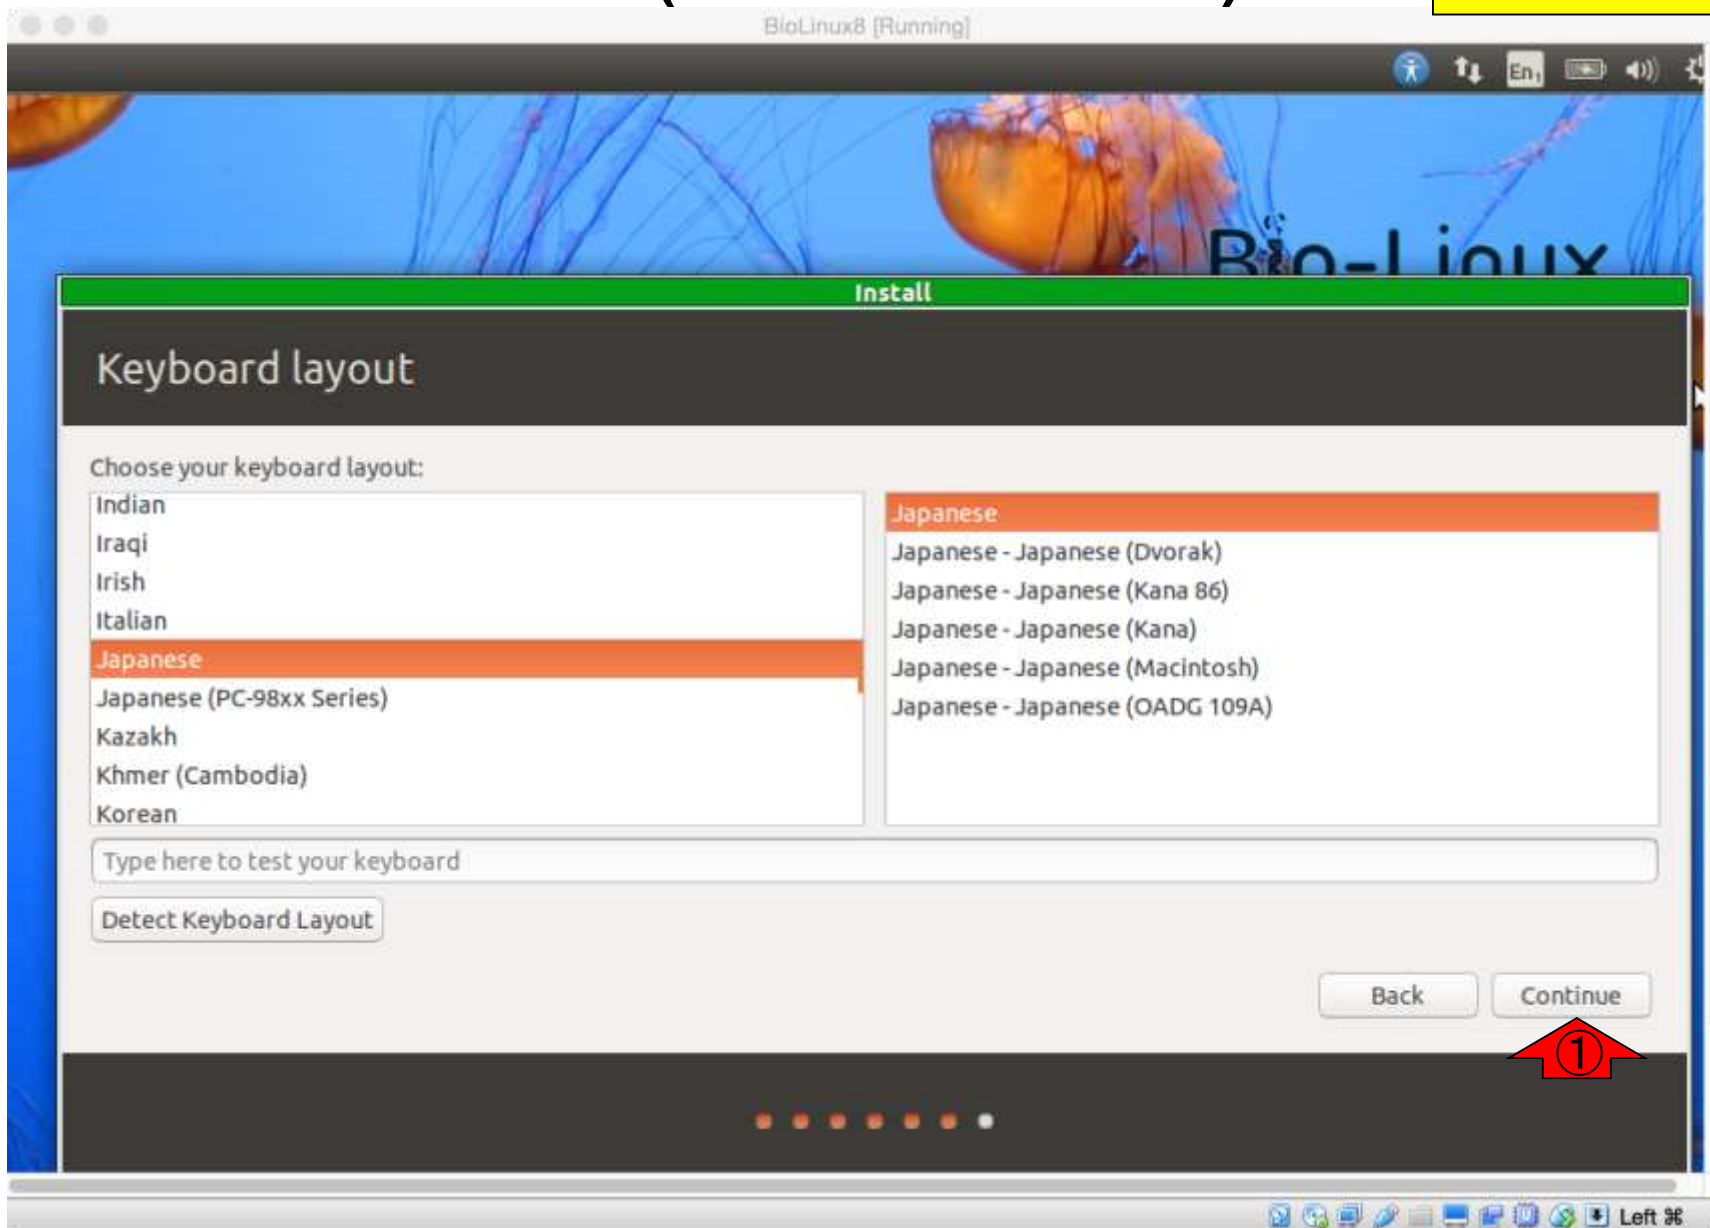 BioLinux8 [Running]
En1
Bio-Linux
Install
Keyboard layout
Choose your keyboard layout:
Indian
Iraqi
Irish
Italian
Japanese
Japanese (PC-98xx Series)
Kazakh
Khmer (Cambodia)
Korean
Japanese
Japanese - Japanese (Dvorak)
Japanese - Japanese (Kana 86)
Japanese - Japanese (Kana)
Japanese - Japanese (Macintosh)
Japanese - Japanese (OADG 109A)
Type here to test your keyboard
Detect Keyboard Layout
Back
Continue
①
Left ⌘